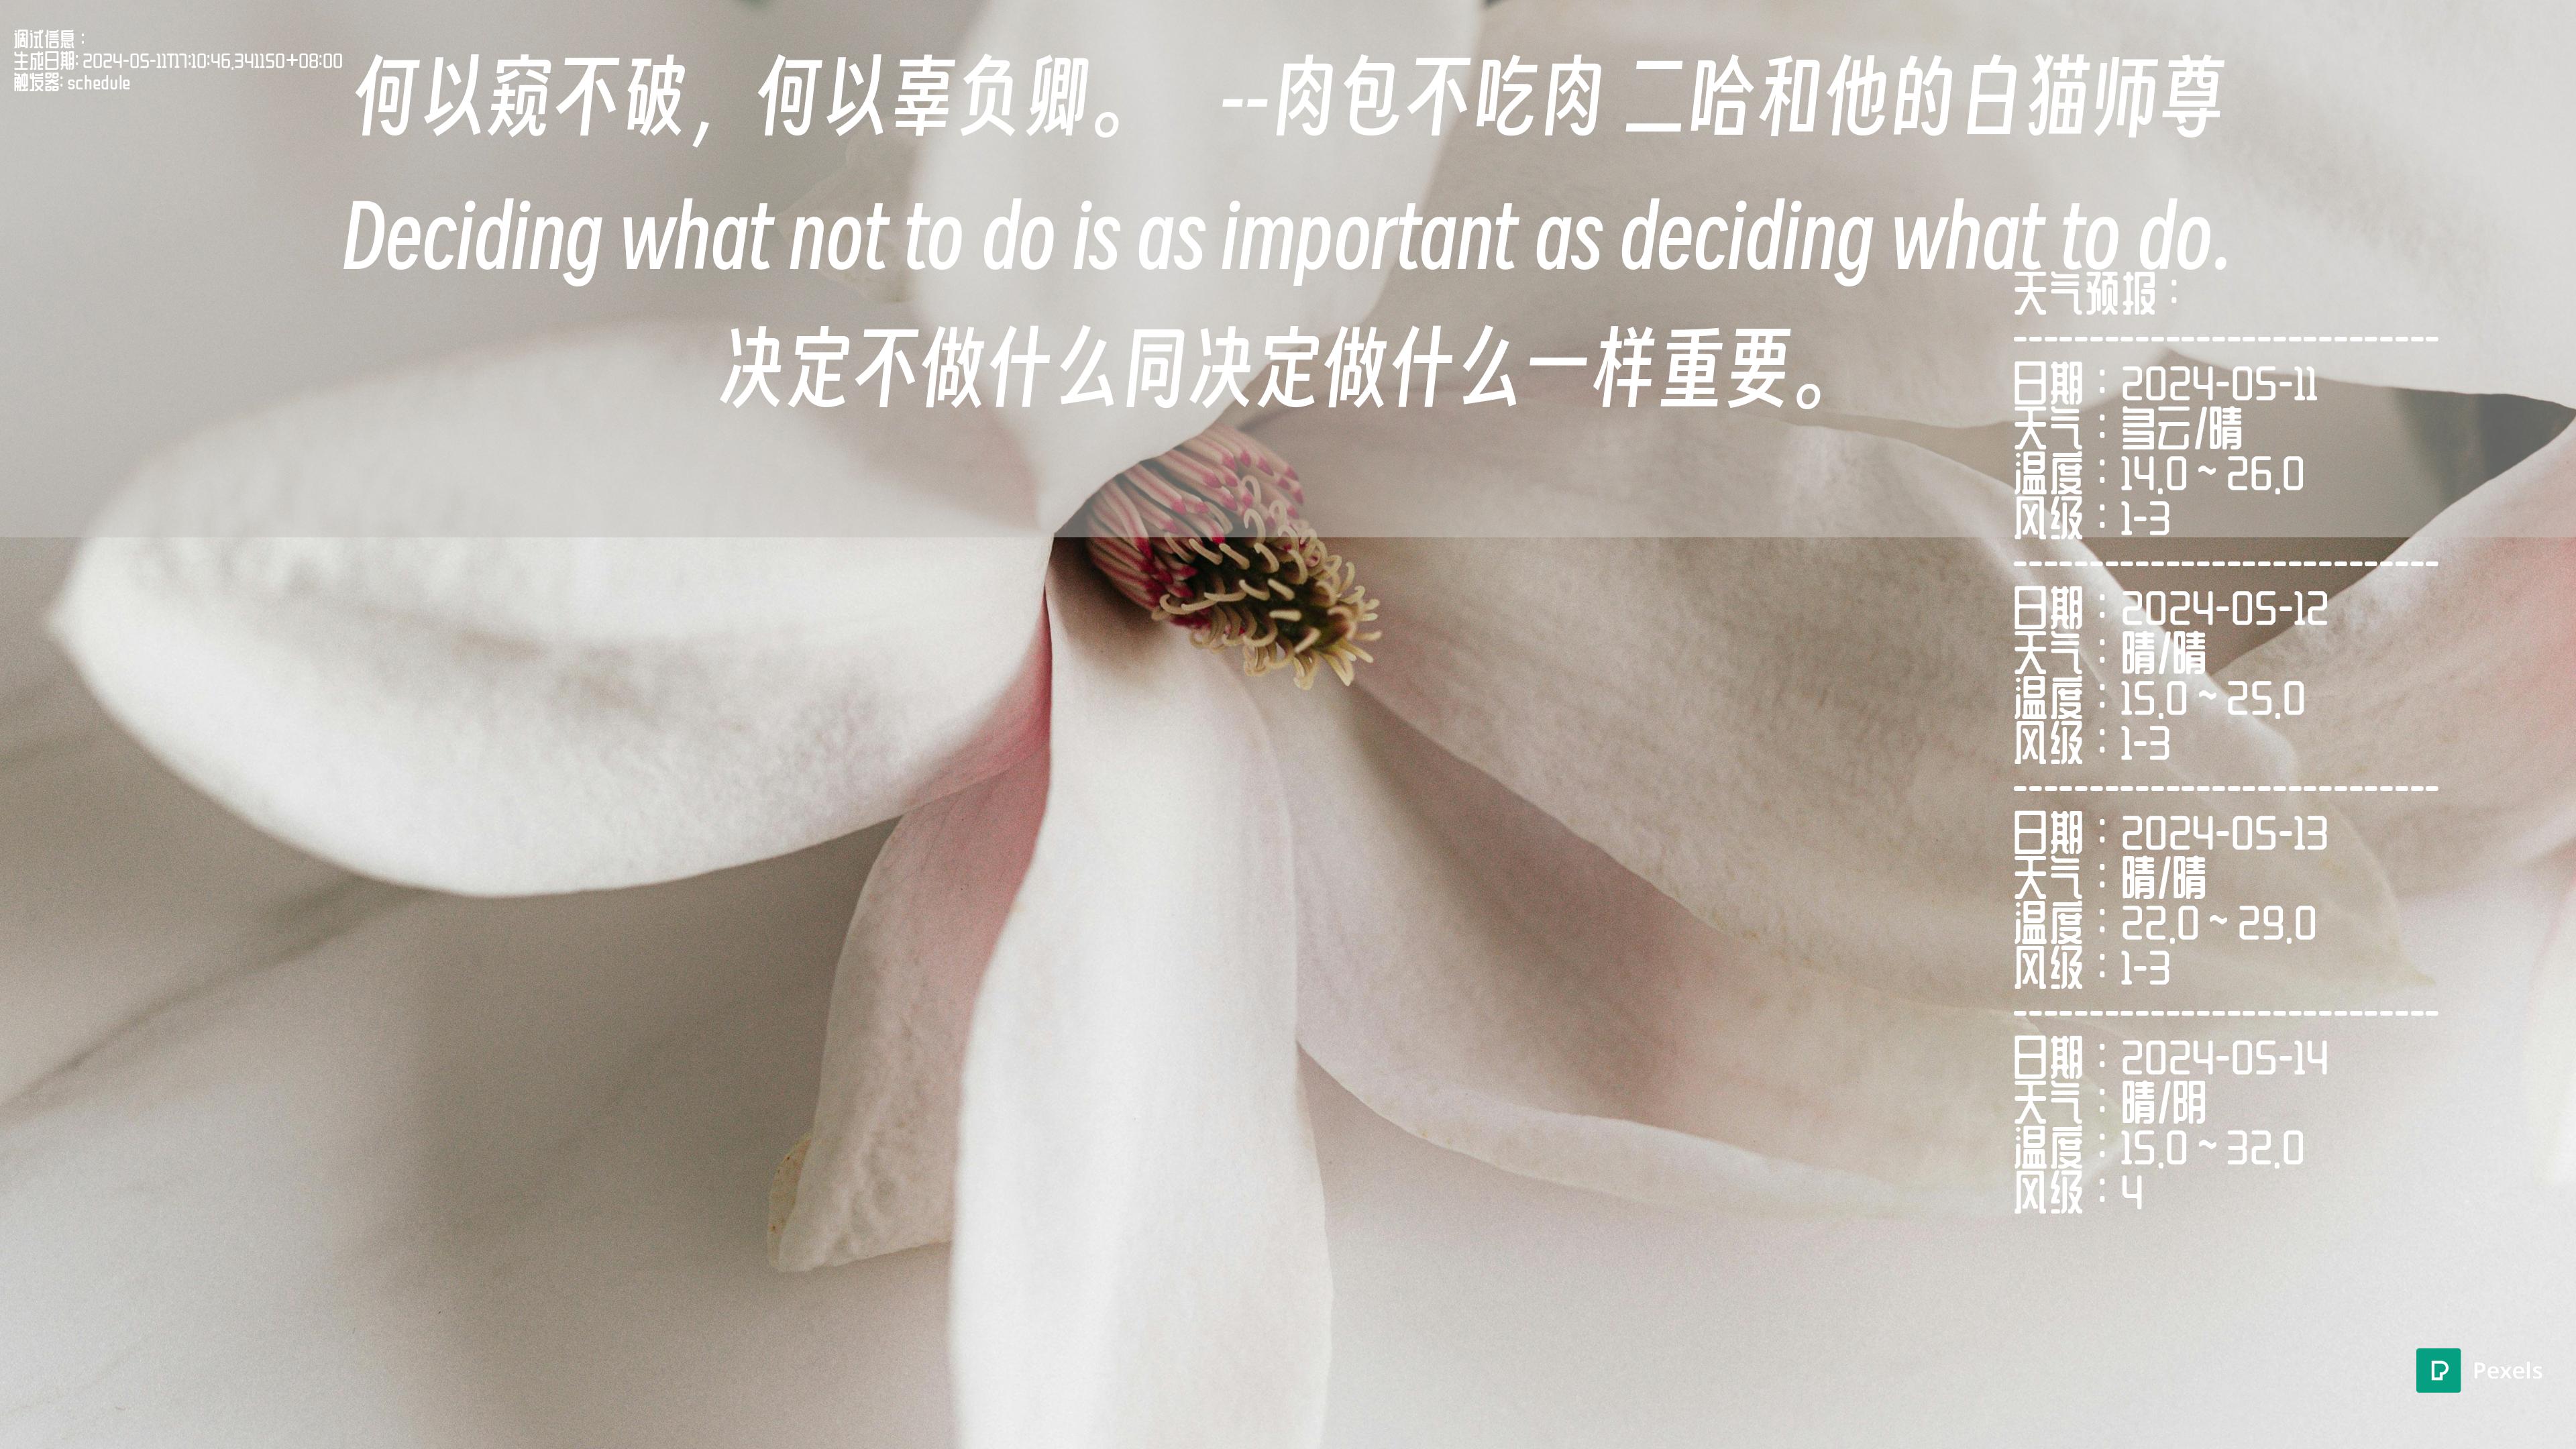 调试信息：
生成日期: 2024-05-11T17:10:46.341150+08:00
触发器: schedule
何以窥不破，何以辜负卿。 --肉包不吃肉 二哈和他的白猫师尊
Deciding what not to do is as important as deciding what to do.
决定不做什么同决定做什么一样重要。
天气预报：
----------------------------
日期：2024-05-11
天气：多云/晴
温度：14.0 ~ 26.0
风级：1-3
----------------------------
日期：2024-05-12
天气：晴/晴
温度：15.0 ~ 25.0
风级：1-3
----------------------------
日期：2024-05-13
天气：晴/晴
温度：22.0 ~ 29.0
风级：1-3
----------------------------
日期：2024-05-14
天气：晴/阴
温度：15.0 ~ 32.0
风级：4
Pexels